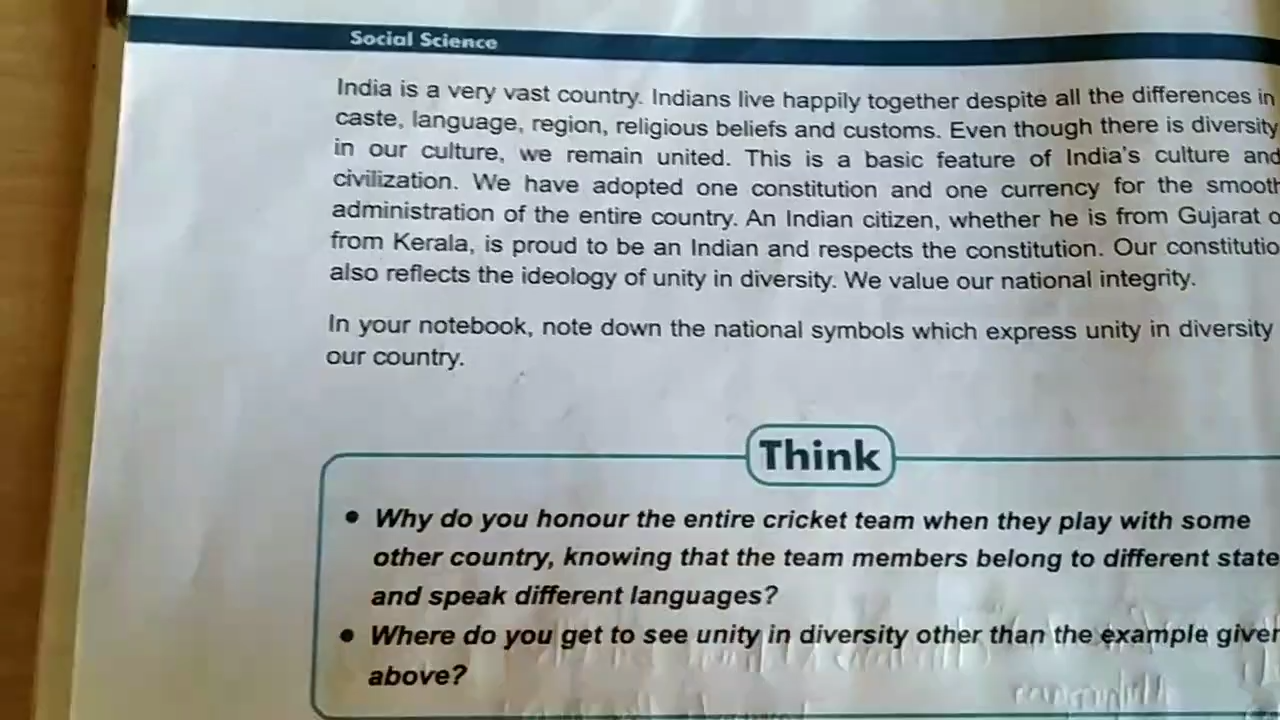 Social Science
India is a very vast country. Indians live happily together despite all the differences in
caste, language, region, religious beliefs and customs. Even though there is diversity
in our culture, we remain united. This is a basic feature of India's culture and
civilization. We have adopted one constitution and one currency for the smooth
administration of the entire country. An Indian citizen, whether he is from Gujarat o
from Kerala, is proud to be an Indian and respects the constitution. Our constitutio
also reflects the ideology of unity in diversity. We value our national integrity.
In your notebook, note down the national symbols which express unity in diversity
our country.
Think
• Why do you honour the entire cricket team when they play with some
other country, knowing that the team members belong to different state
and speak different languages?
• Where do you get to see unity in diversity other than the example given
above?